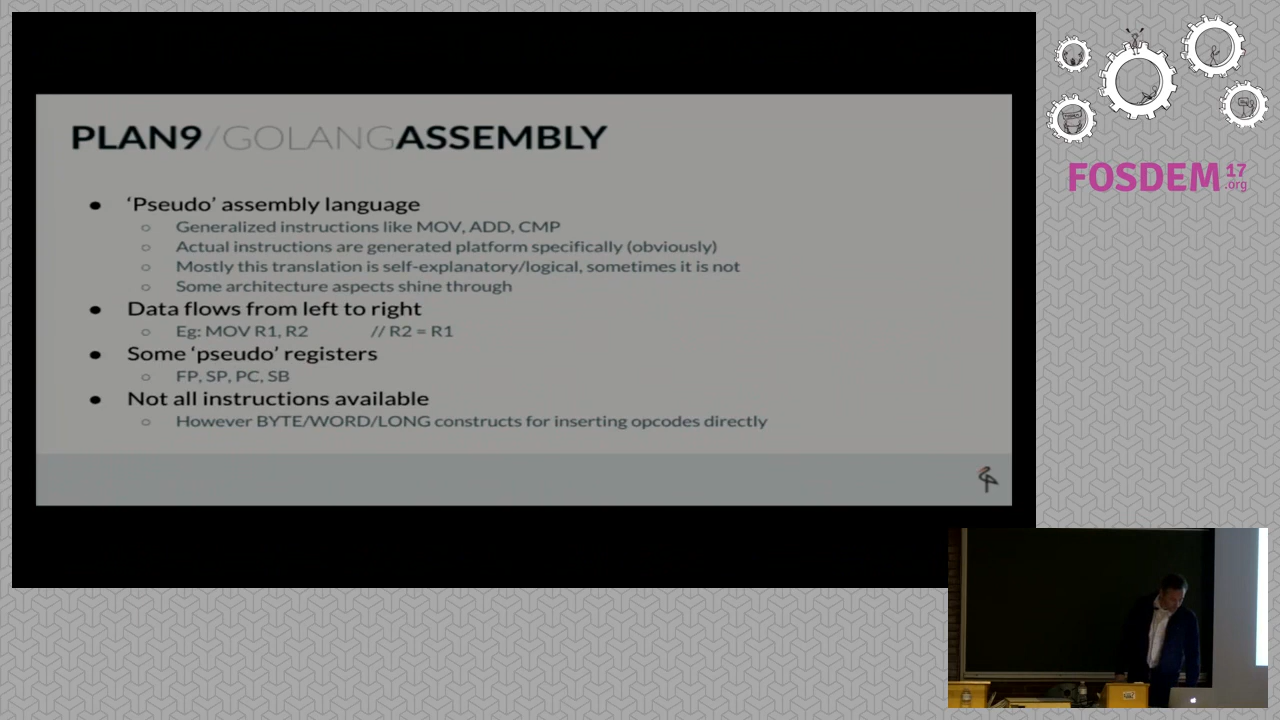 PLAN9/GOLANGASSEMBLY
● 'Pseudo' assembly language
○ Generalized instructions like MOV, ADD, CMP
○ Actual instructions are generated platform specifically (obviously)
○ Mostly this translation is self-explanatory/logical, sometimes it is not
○ Some architecture aspects shine through
● Data flows from left to right
○ Eg: MOV R1, R2 // R2 = R1
● Some 'pseudo' registers
○ FP, SP, PC, SB
● Not all instructions available
○ However BYTE/WORD/LONG constructs for inserting opcodes directly
FOSDEM 17
.org